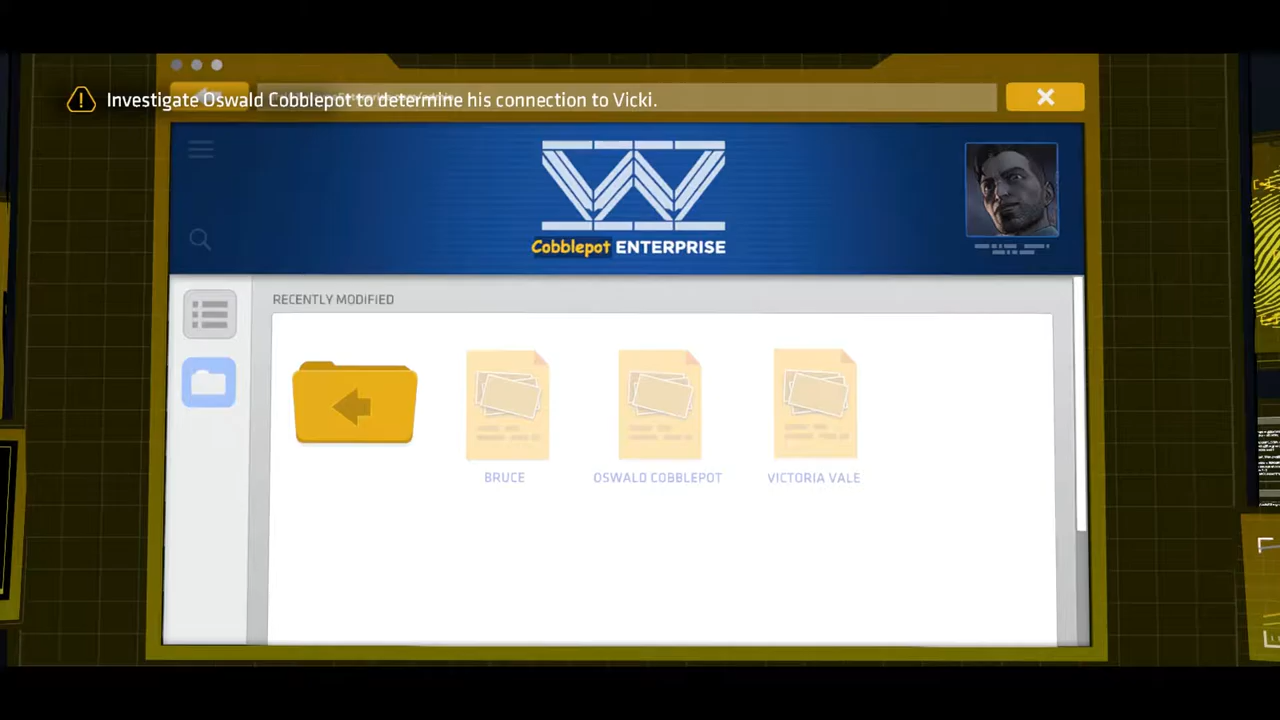 Investigate Oswald Cobblepot to determine his connection to Vicki.
Cobblepot ENTERPRISE
RECENTLY MODIFIED
BRUCE
OSWALD COBBLEPOT
VICTORIA VALE